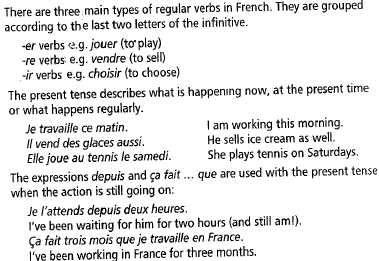 There are three main types of regular verbs in French. They are grouped
according to the last two letters of the infinitive.
-er verbs e.g. jouer (to play)
-re verbs e.g. vendre (to sell)
-ir verbs e.g. choisir (to choose)
The present tense describes what is happening now, at the present time
or what happens regularly.
Je travaille ce matin. I am working this morning.
Il vend des glaces aussi. He sells ice cream as well.
Elle joue au tennis le samedi. She plays tennis on Saturdays.
The expressions depuis and ça fait ... que are used with the present tense
when the action is still going on:
Je l'attends depuis deux heures.
I've been waiting for him for two hours (and still am!).
Ça fait trois mois que je travaille en France.
I've been working in France for three months.